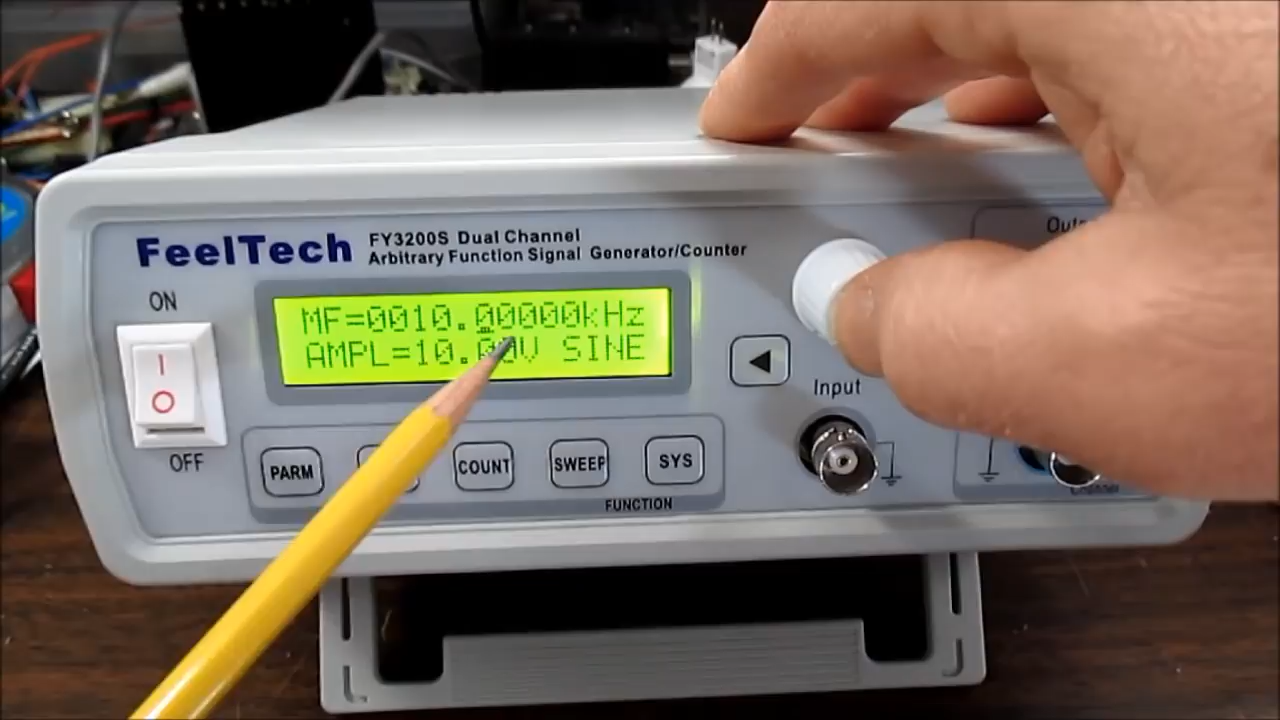 FeelTech
FY3200S Dual Channel
Arbitrary Function Signal Generator/Counter
ON
MF=0010.00000kHz
AMPL=10.00V SINE
OFF
PARM
COUNT
SWEEP
SYS
FUNCTION
Input